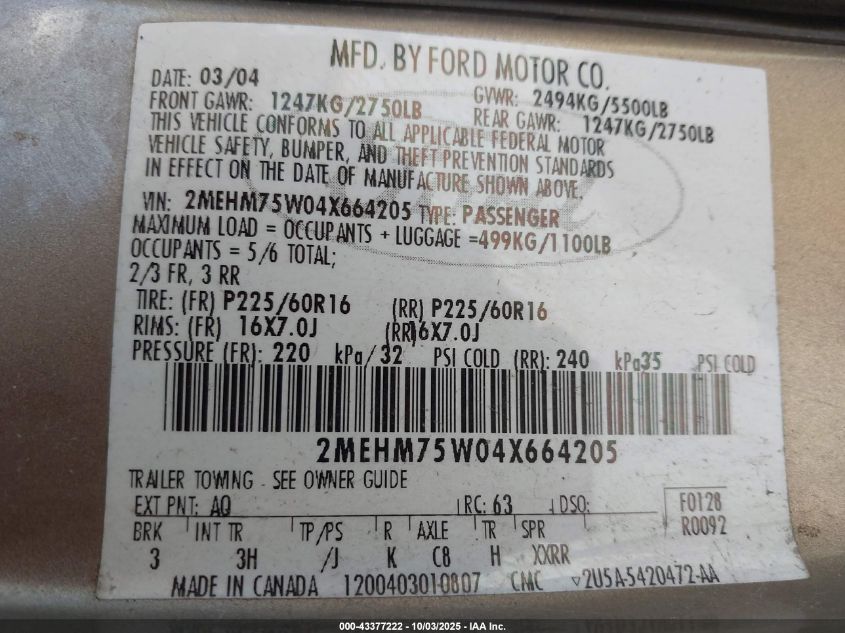 MFD. BY FORD MOTOR CO.
DATE: 03/04 GVWR: 2494KG/5500LB
FRONT GAWR: 1247KG/2750LB REAR GAWR: 1247KG/2750LB
THIS VEHICLE CONFORMS TO ALL APPLICABLE FEDERAL MOTOR
VEHICLE SAFETY, BUMPER, AND THEFT PREVENTION STANDARDS
IN EFFECT ON THE DATE OF MANUFACTURE SHOWN ABOVE.
VIN: 2MEHM75W04X664205 TYPE: PASSENGER
MAXIMUM LOAD = OCCUPANTS + LUGGAGE =499KG/1100LB
OCCUPANTS = 5/6 TOTAL;
2/3 FR, 3 RR
TIRE: (FR) P225/60R16 (RR) P225/60R16
RIMS: (FR) 16X7.0J (RR)16X7.0J
PRESSURE (FR): 220 kPa/32 PSI COLD (RR): 240 kPa35 PSI COLD
2MEHM75W04X664205
TRAILER TOWING - SEE OWNER GUIDE
EXT PNT: AQ RC: 63 DSO: F0128
R0092
BRK INT TR TP/PS R AXLE TR SPR
3 3H /J K C8 H XXRR
MADE IN CANADA 1200403010807 CMC ▽2U5A-5420472-AA
000-43377222 - 10/03/2025 - IAA Inc.